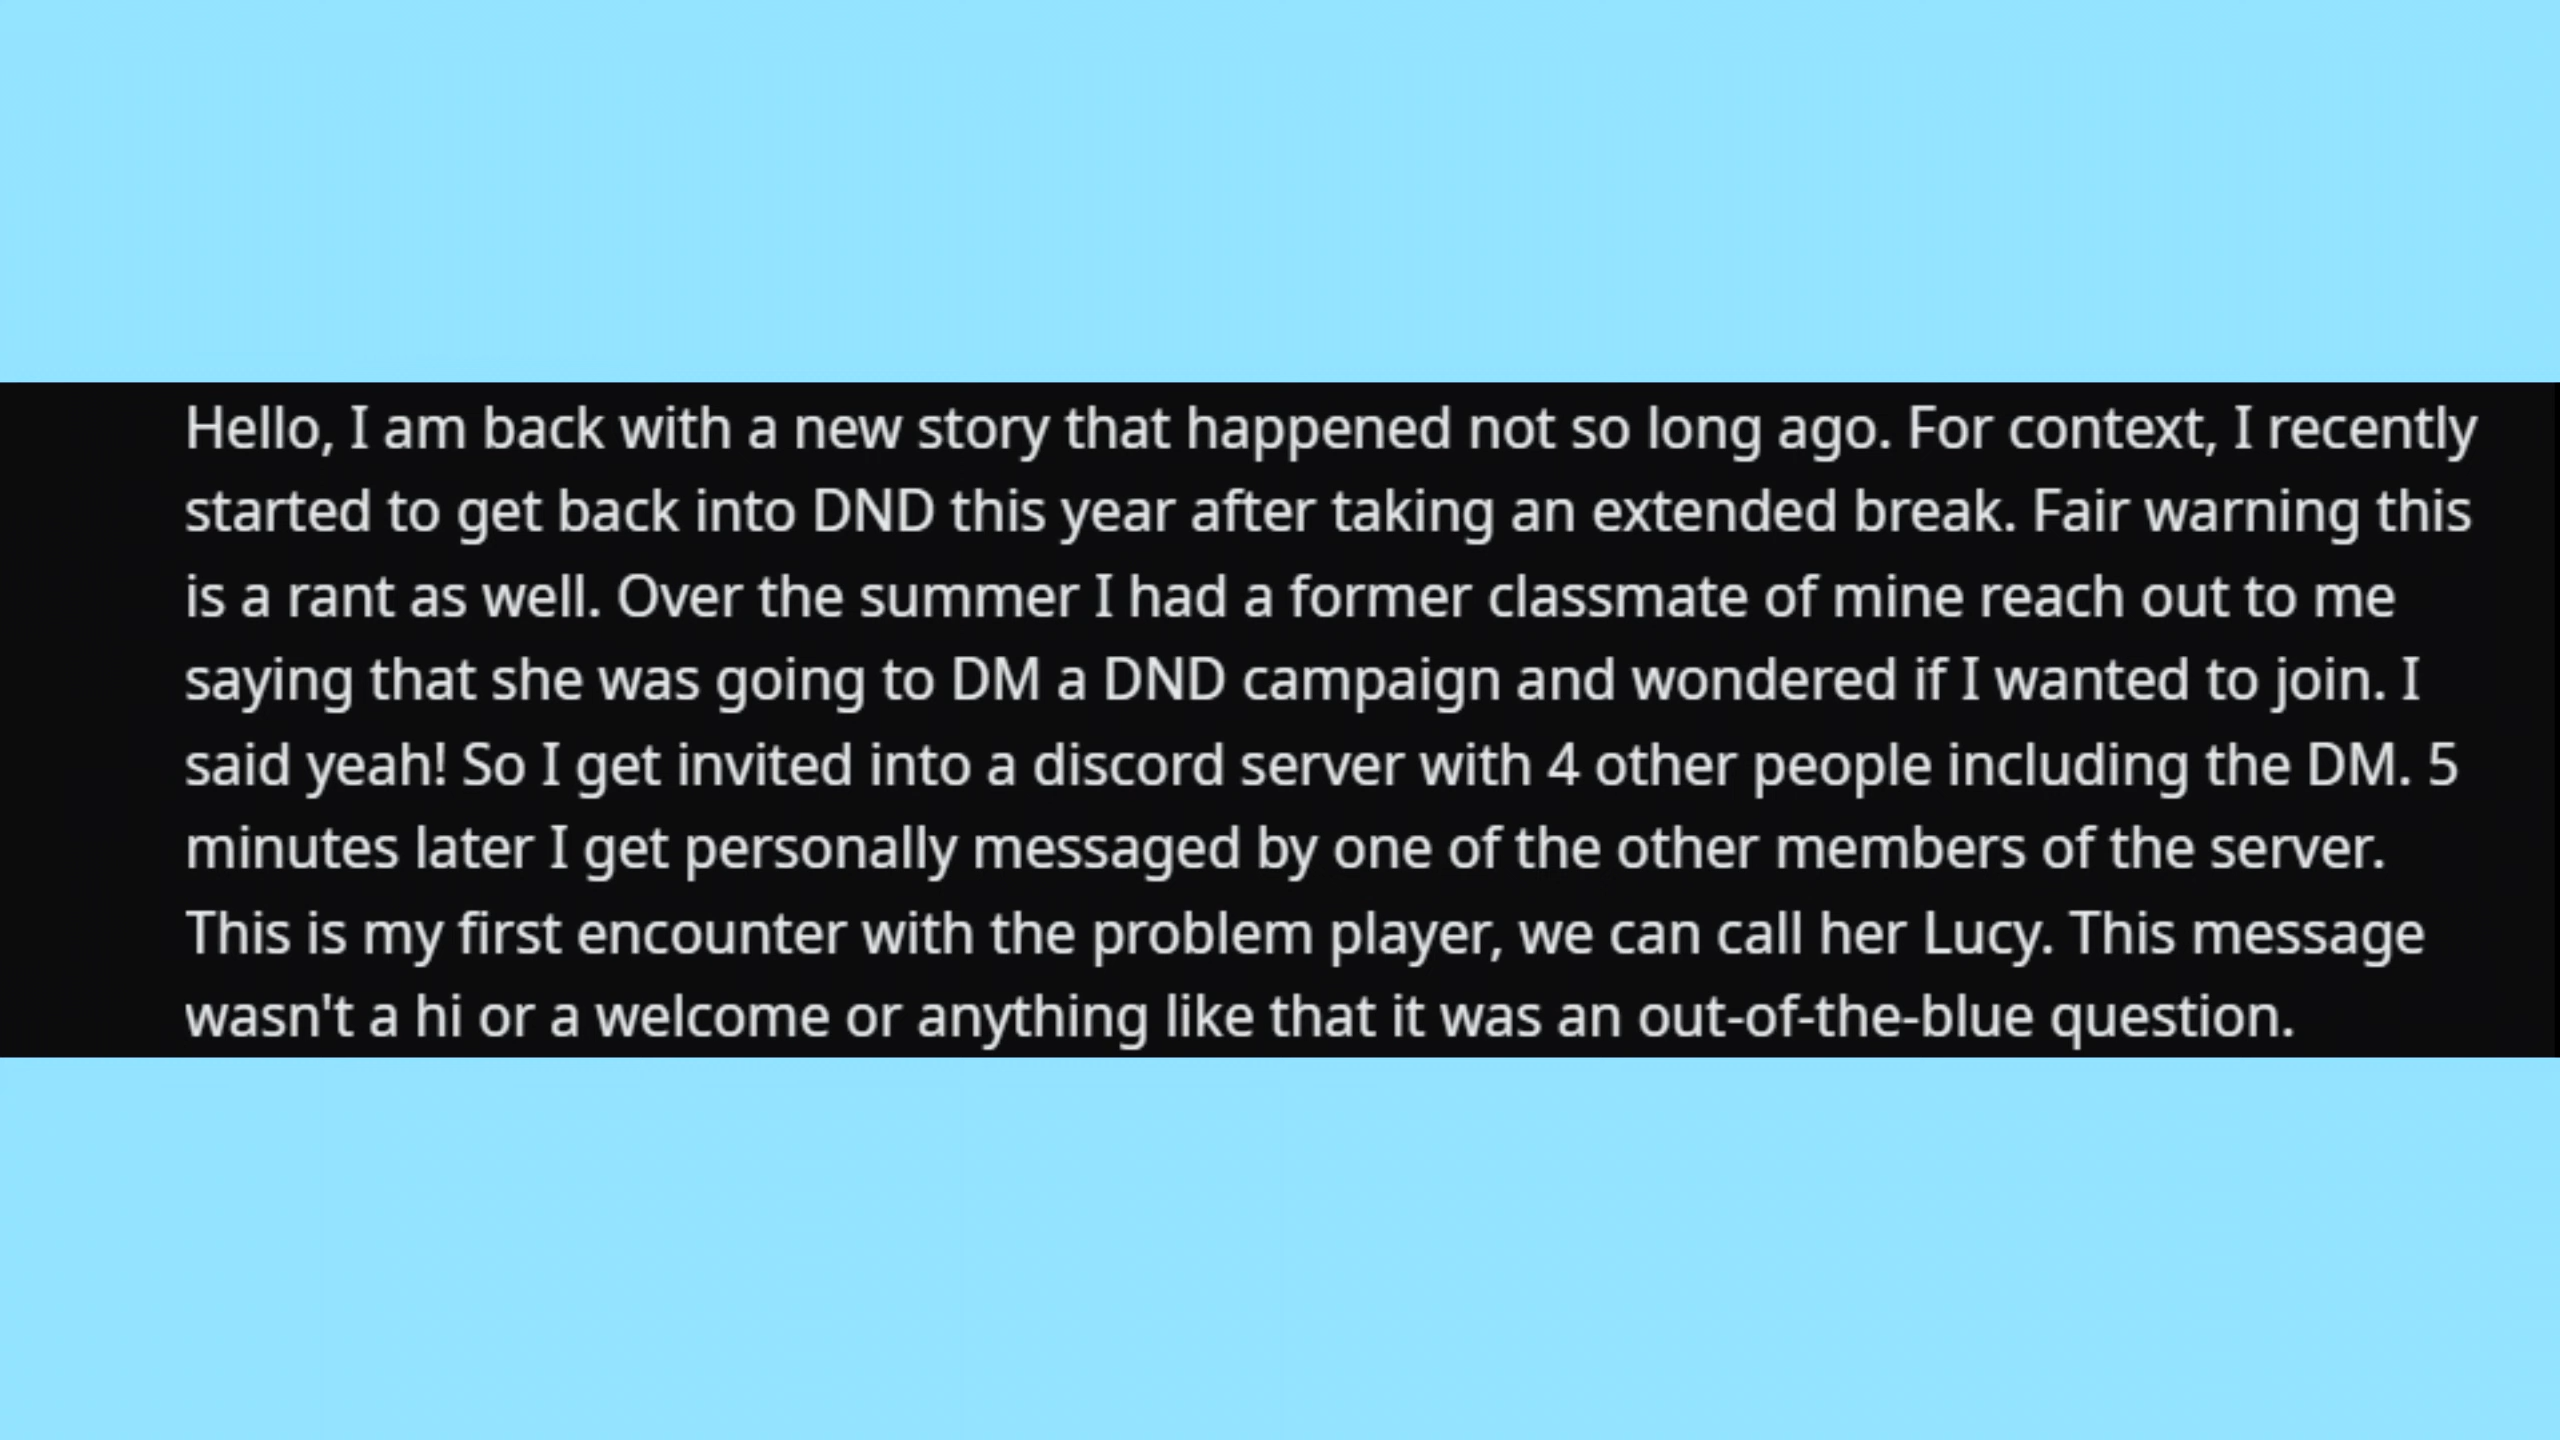 Hello, I am back with a new story that happened not so long ago. For context, I recently
started to get back into DND this year after taking an extended break. Fair warning this
is a rant as well. Over the summer I had a former classmate of mine reach out to me
saying that she was going to DM a DND campaign and wondered if I wanted to join. I
said yeah! So I get invited into a discord server with 4 other people including the DM. 5
minutes later I get personally messaged by one of the other members of the server.
This is my first encounter with the problem player, we can call her Lucy. This message
wasn't a hi or a welcome or anything like that it was an out-of-the-blue question.